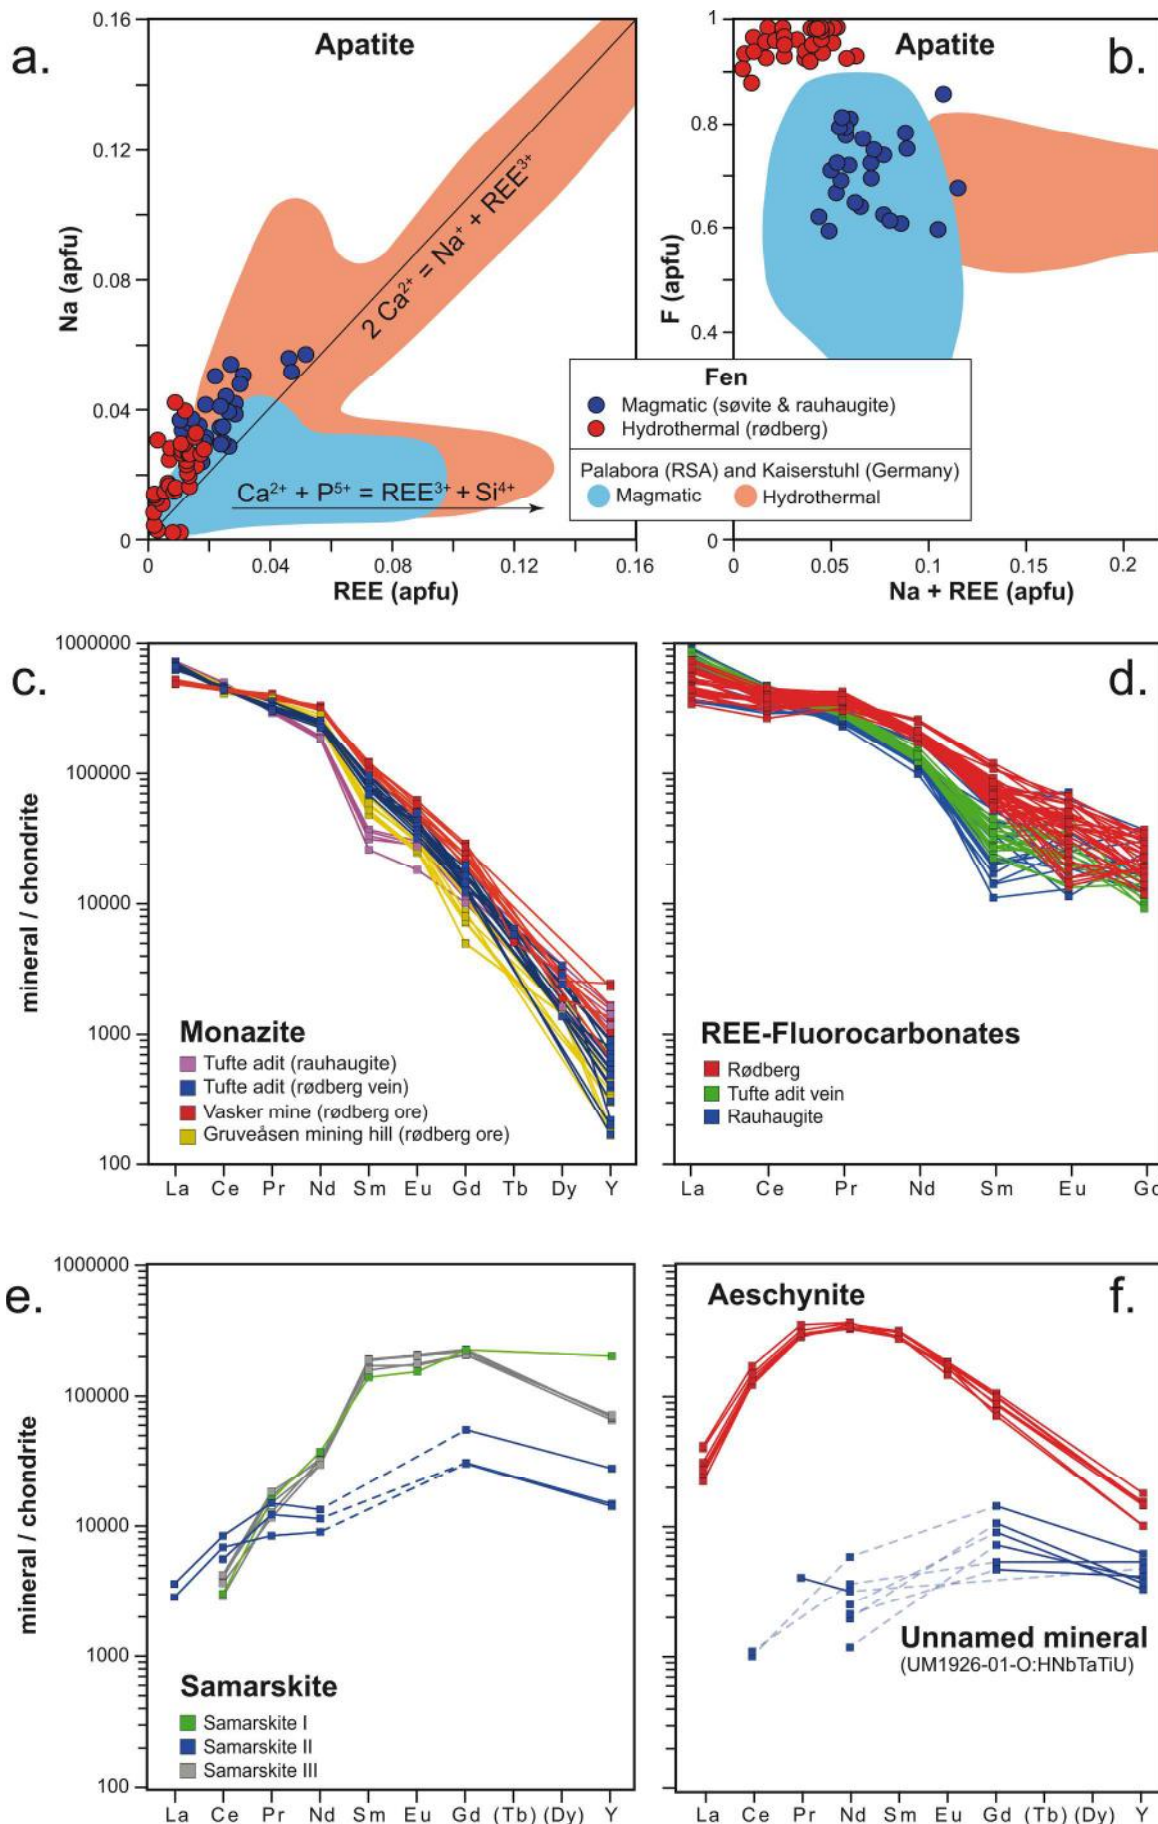 a.
Apatite
0.16
0.12
0.08
0.04
0
Na (apfu)
2 Ca2+ = Na+ + REE3+
Ca2+ + P5+ = REE3+ + Si4+
0
0.04
0.08
0.12
0.16
REE (apfu)
b.
Apatite
1
0.8
0.6
0.4
0
F (apfu)
0
0.05
0.1
0.15
0.2
Na + REE (apfu)
Fen
Magmatic (søvite & rauhaugite)
Hydrothermal (rødberg)
Palabora (RSA) and Kaiserstuhl (Germany)
Magmatic
Hydrothermal
c.
1000000
100000
10000
1000
100
mineral / chondrite
Monazite
Tufte adit (rauhaugite)
Tufte adit (rødberg vein)
Vasker mine (rødberg ore)
Gruveåsen mining hill (rødberg ore)
La Ce Pr Nd Sm Eu Gd Tb Dy Y
d.
REE-Fluorocarbonates
Rødberg
Tufte adit vein
Rauhaugite
La Ce Pr Nd Sm Eu Gd
e.
1000000
100000
10000
1000
100
mineral / chondrite
Samarskite
Samarskite I
Samarskite II
Samarskite III
La Ce Pr Nd Sm Eu Gd (Tb) (Dy) Y
f.
Aeschynite
Unnamed mineral
(UM1926-01-O:HNbTaTiU)
La Ce Pr Nd Sm Eu Gd (Tb) (Dy) Y